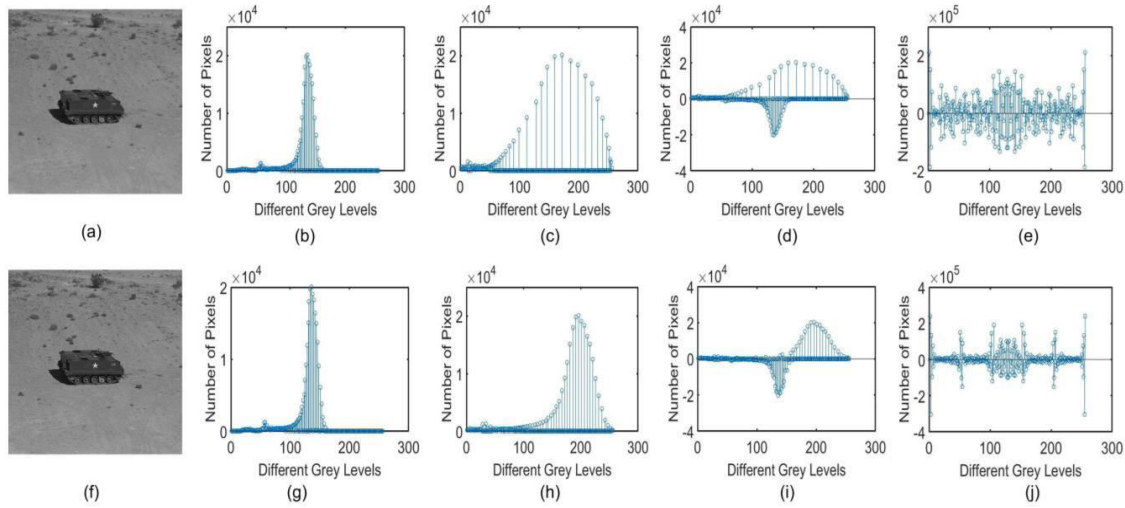 ×10⁴
Number of Pixels
2
1
0
0 100 200 300
Different Grey Levels
(a)
(b)
×10⁴
Number of Pixels
2
1
0
0 100 200 300
Different Grey Levels
(c)
×10⁴
Number of Pixels
4
2
0
-2
-4
0 100 200 300
Different Grey Levels
(d)
×10⁵
Number of Pixels
2
1
0
-1
-2
0 100 200 300
Different Grey Levels
(e)
×10⁴
Number of Pixels
2
1
0
0 100 200 300
Different Grey Levels
(f)
(g)
×10⁴
Number of Pixels
2
1
0
0 100 200 300
Different Grey Levels
(h)
×10⁴
Number of Pixels
4
2
0
-2
-4
0 100 200 300
Different Grey Levels
(i)
×10⁵
Number of Pixels
4
2
0
-2
-4
0 100 200 300
Different Grey Levels
(j)